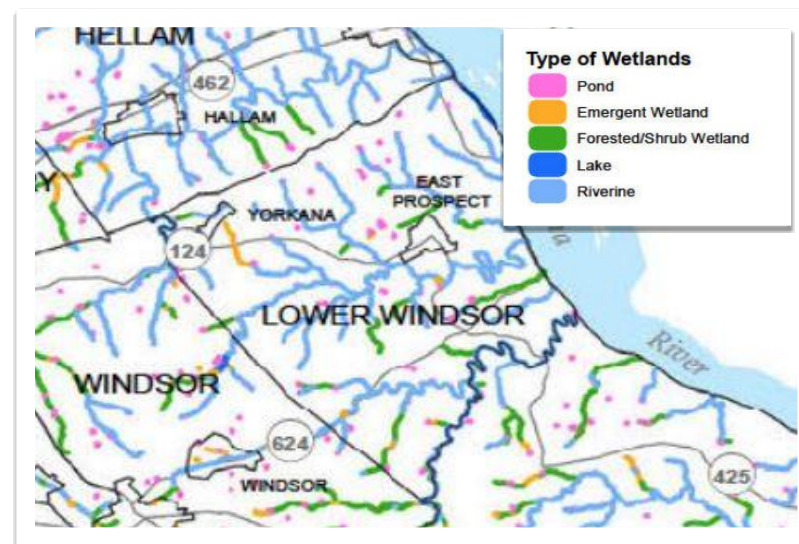 HELLAM
462
HALLAM
Type of Wetlands
Pond
Emergent Wetland
Forested/Shrub Wetland
Lake
Riverine
Y
EAST
PROSPECT
YORKANA
124
River
LOWER WINDSOR
WINDSOR
624
WINDSOR
425